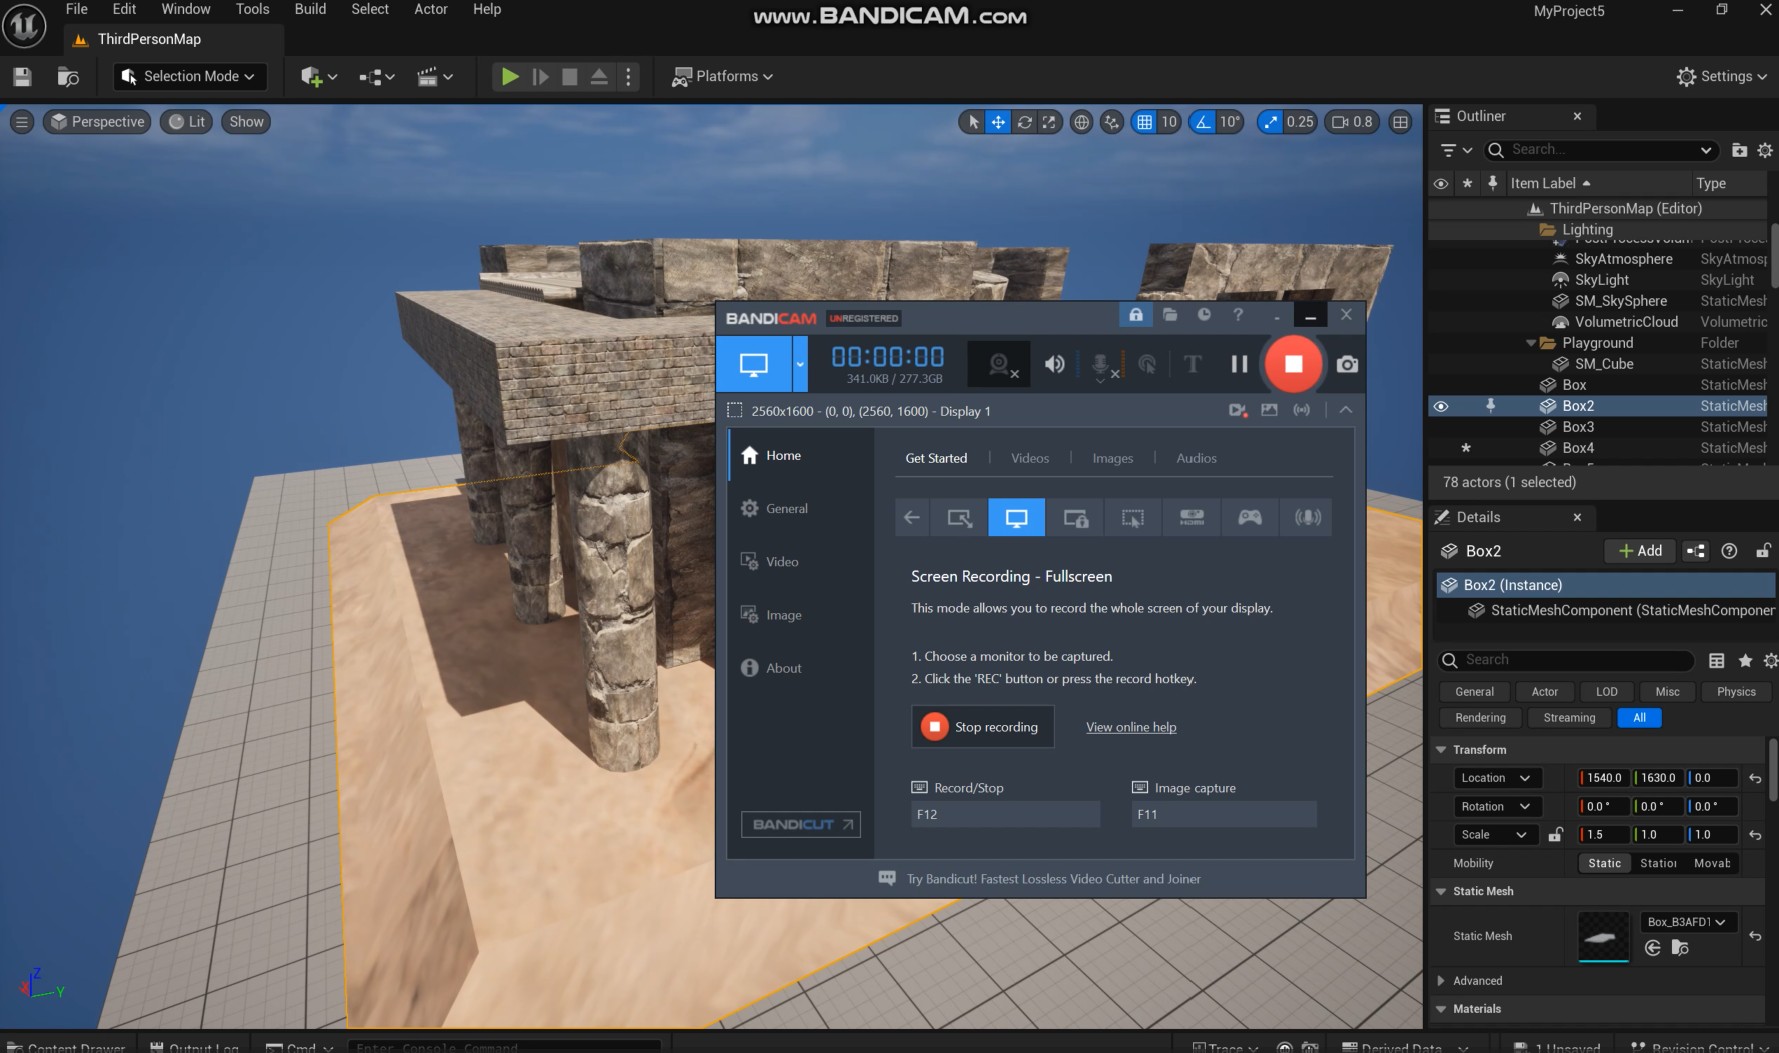 File Edit Window Tools Build Select Actor Help
www.BANDICAM.com
MyProject5
ThirdPersonMap
Selection Mode
Platforms
Settings
Perspective Lit Show
10 10° 0.25 0.8
Outliner
Search...
Item Label Type
ThirdPersonMap (Editor)
Lighting
SkyAtmosphere SkyAtmosp
SkyLight SkyLight
SM_SkySphere StaticMesh
VolumetricCloud Volumetric
Playground Folder
SM_Cube StaticMesh
Box StaticMesh
Box2 StaticMesh
Box3 StaticMesh
Box4 StaticMesh
78 actors (1 selected)
Details
Box2
Add
Box2 (Instance)
StaticMeshComponent (StaticMeshComponer
Search
General Actor LOD Misc Physics
Rendering Streaming All
Transform
Location 1540.0 1630.0 0.0
Rotation 0.0° 0.0° 0.0°
Scale 1.5 1.0 1.0
Mobility Static Station Movab
Static Mesh
Static Mesh Box_B3AFD1
Advanced
Materials
BANDICAM UNREGISTERED
00:00:00
341.0KB / 277.3GB
2560x1600 - (0, 0), (2560, 1600) - Display 1
Home
General
Video
Image
About
BANDICUT
Get Started Videos Images Audios
HDMI
Screen Recording - Fullscreen
This mode allows you to record the whole screen of your display.
1. Choose a monitor to be captured.
2. Click the 'REC' button or press the record hotkey.
Stop recording View online help
Record/Stop Image capture
F12 F11
Try Bandicut! Fastest Lossless Video Cutter and Joiner
Z
X
Y
Content Drawer Output Log Cmd Enter Console Command
Trace Derived Data 1 Unsaved Revision Control